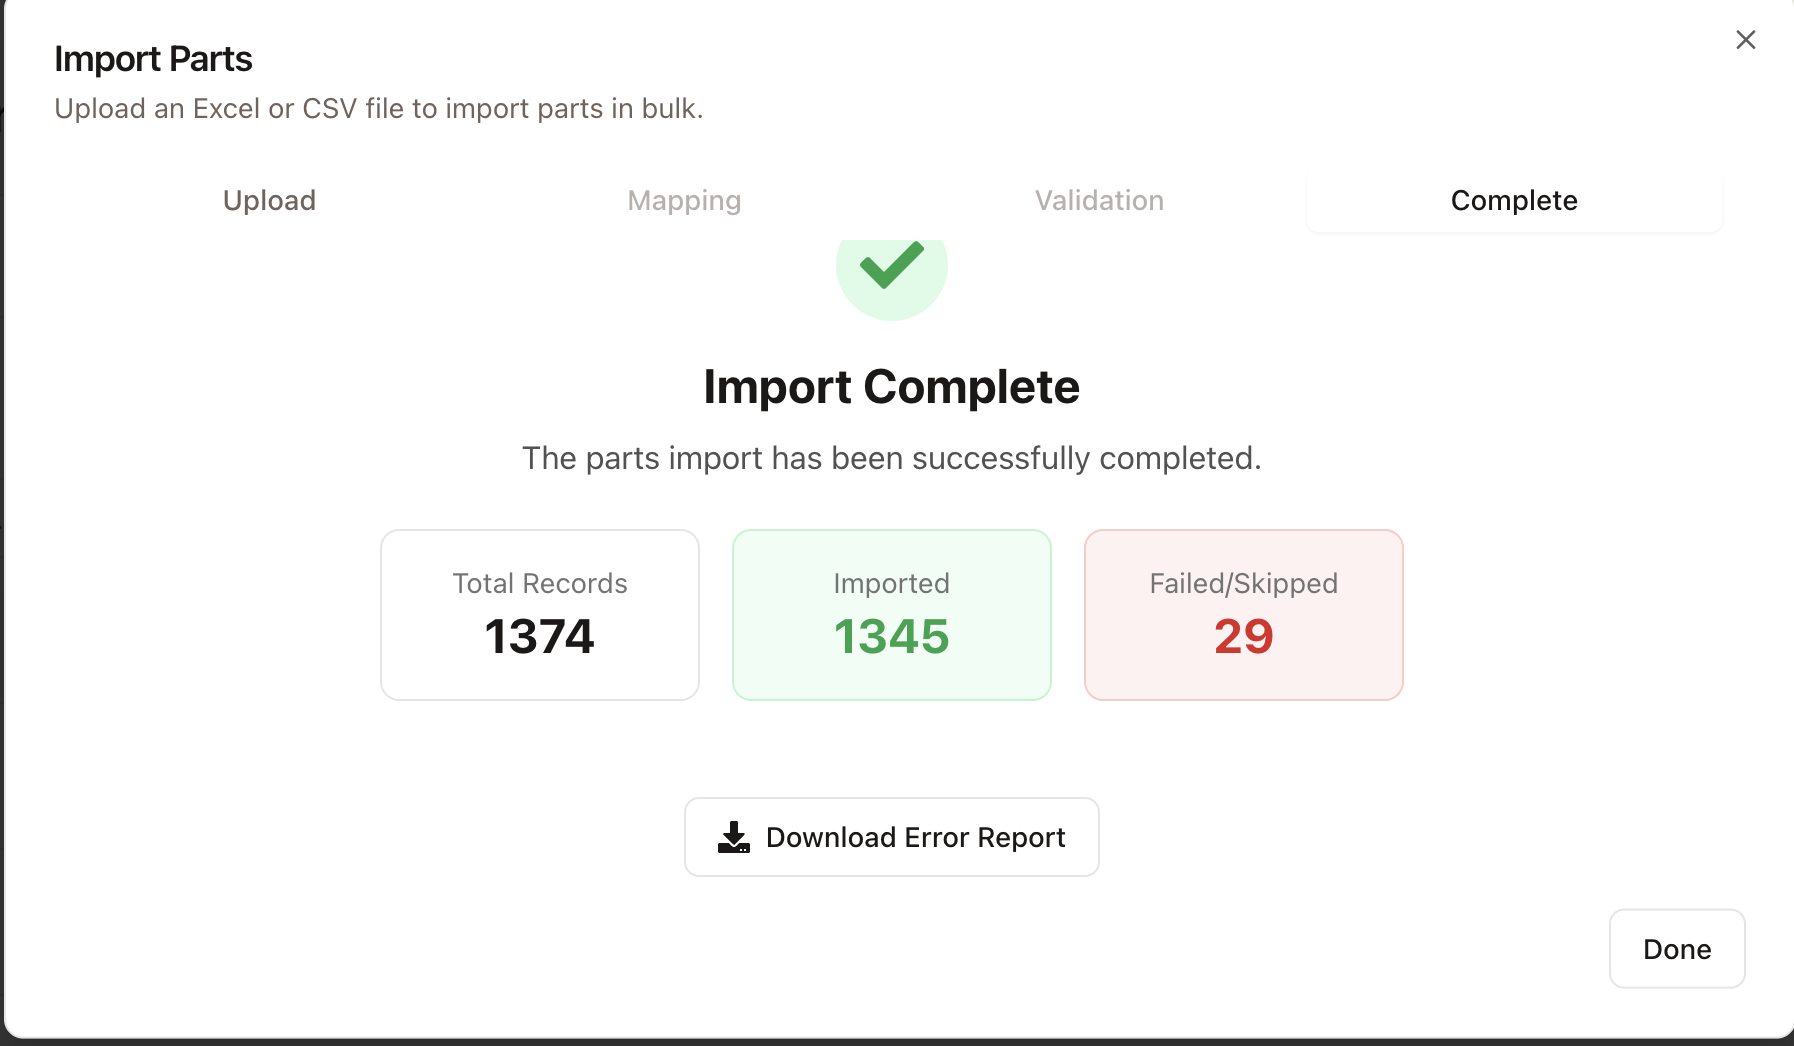 Import Parts
Upload an Excel or CSV file to import parts in bulk.
Upload
Mapping
Validation
Complete
Import Complete
The parts import has been successfully completed.
Total Records
1374
Imported
1345
Failed/Skipped
29
Download Error Report
Done